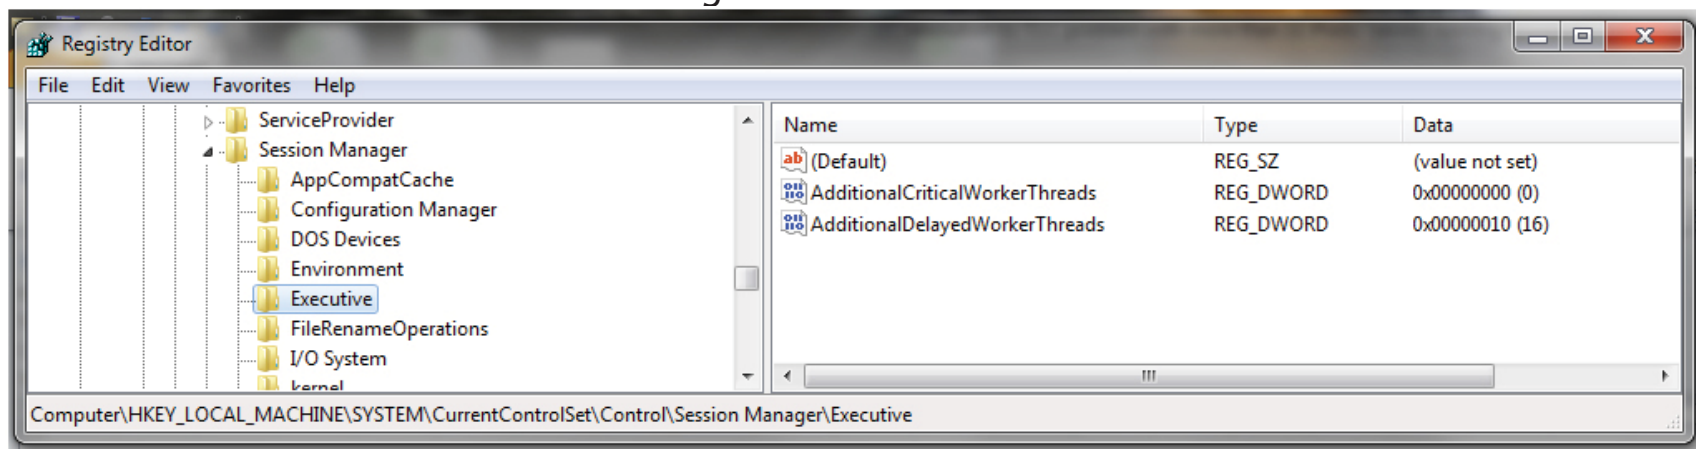 Registry Editor
File Edit View Favorites Help
ServiceProvider
Session Manager
AppCompatCache
Configuration Manager
DOS Devices
Environment
Executive
FileRenameOperations
I/O System
kernel
Name Type Data
(Default) REG_SZ (value not set)
AdditionalCriticalWorkerThreads REG_DWORD 0x00000000 (0)
AdditionalDelayedWorkerThreads REG_DWORD 0x00000010 (16)
Computer\HKEY_LOCAL_MACHINE\SYSTEM\CurrentControlSet\Control\Session Manager\Executive